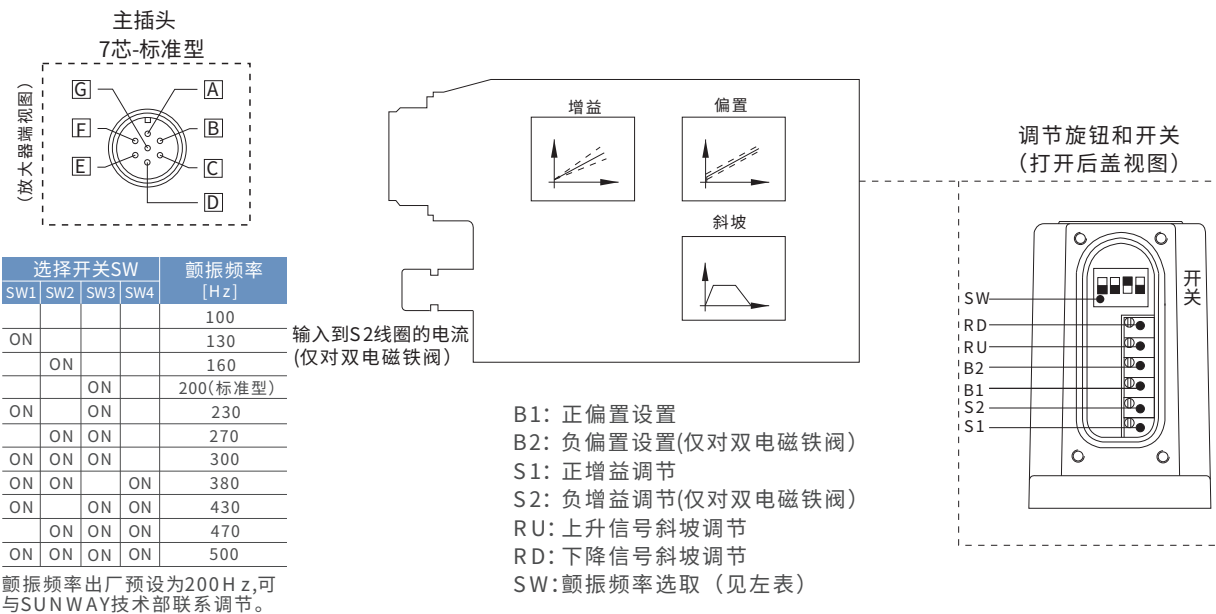 主插头
7芯-标准型
(放大器端视图)
G
A
F
B
E
C
D
选择开关SW 颤振频率
[Hz]
SW1 SW2 SW3 SW4
100
ON 130
ON 160
ON 200(标准型)
ON ON 230
ON ON 270
ON ON ON 300
ON ON ON 380
ON ON ON 430
ON ON ON 470
ON ON ON ON 500
颤振频率出厂预设为200Hz,可
与SUNWAY技术部联系调节。
增益
偏置
斜坡
输入到S2线圈的电流
(仅对双电磁铁阀)
B1: 正偏置设置
B2: 负偏置设置(仅对双电磁铁阀)
S1: 正增益调节
S2: 负增益调节(仅对双电磁铁阀)
RU: 上升信号斜坡调节
RD: 下降信号斜坡调节
SW:颤振频率选取(见左表)
调节旋钮和开关
(打开后盖视图)
开关
SW
RD
RU
B2
B1
S2
S1